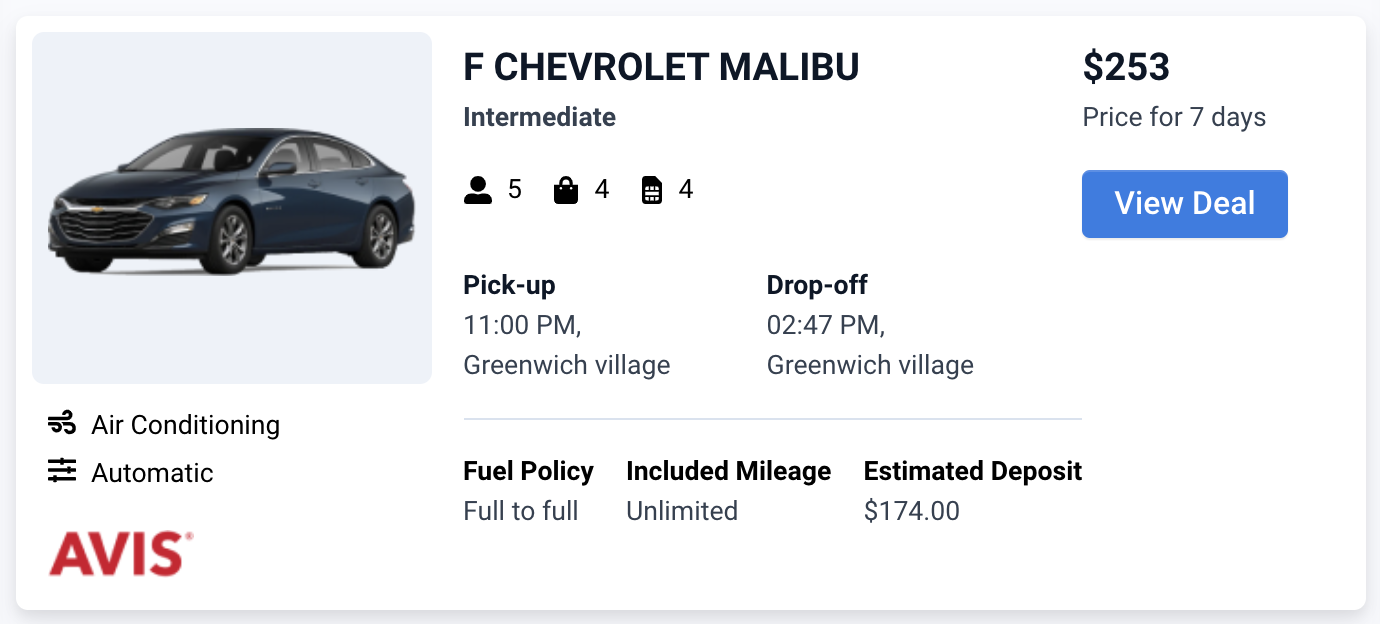 F CHEVROLET MALIBU
Intermediate
5 4 4
$253
Price for 7 days
View Deal
Pick-up
11:00 PM,
Greenwich village
Drop-off
02:47 PM,
Greenwich village
Air Conditioning
Automatic
AVIS®
Fuel Policy
Full to full
Included Mileage
Unlimited
Estimated Deposit
$174.00